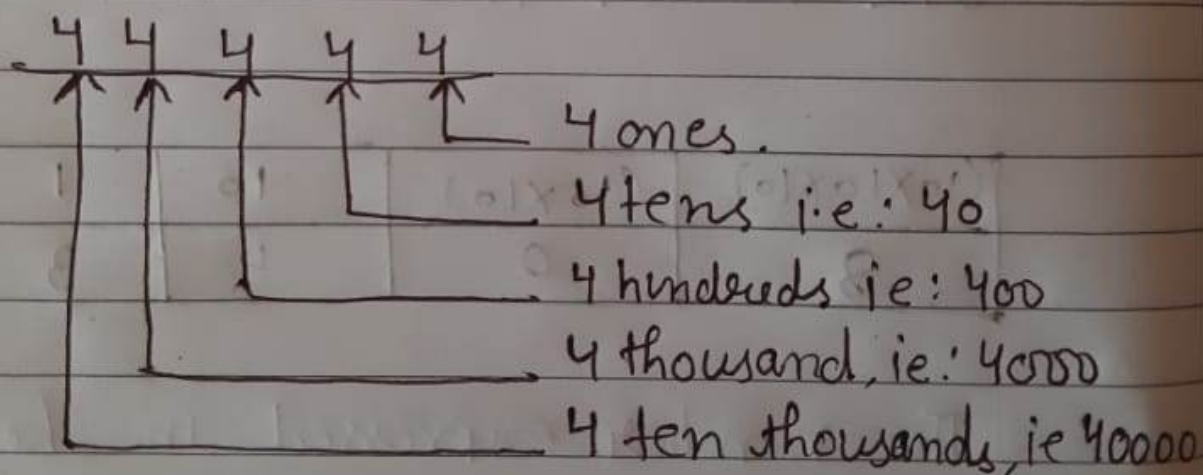 4 4 4 4 4
4 ones.
4 tens i.e: 40
4 hundreds ie: 400
4 thousand, ie: 4000
4 ten thousands, ie 40000